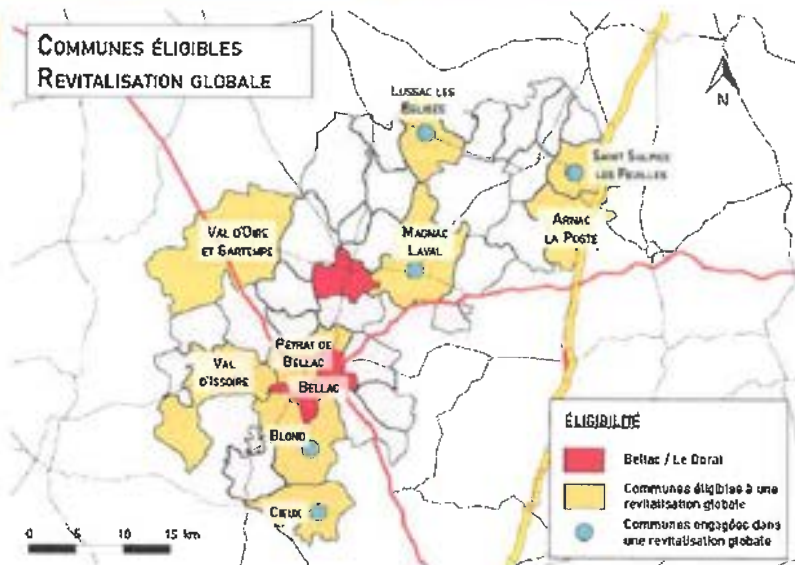 COMMUNES ÉLIGIBLES
REVITALISATION GLOBALE
LUSSAC LES
EGLISES
N
SAINT SULPICE
LES FEUILLES
VAL D'OIRE
ET GARTEMPE
MAGNAC
LAVAL
ARNAC
LA POSTE
PEYRAT DE
BELLAC
VAL
D'ISSOIRE
BELLAC
BLOND
CIEUX
0 5 10 15 km
ÉLIGIBILITÉ
Bellac / Le Dorat
Communes éligibles à une
revitalisation globale
Communes engagées dans
une revitalisation globale